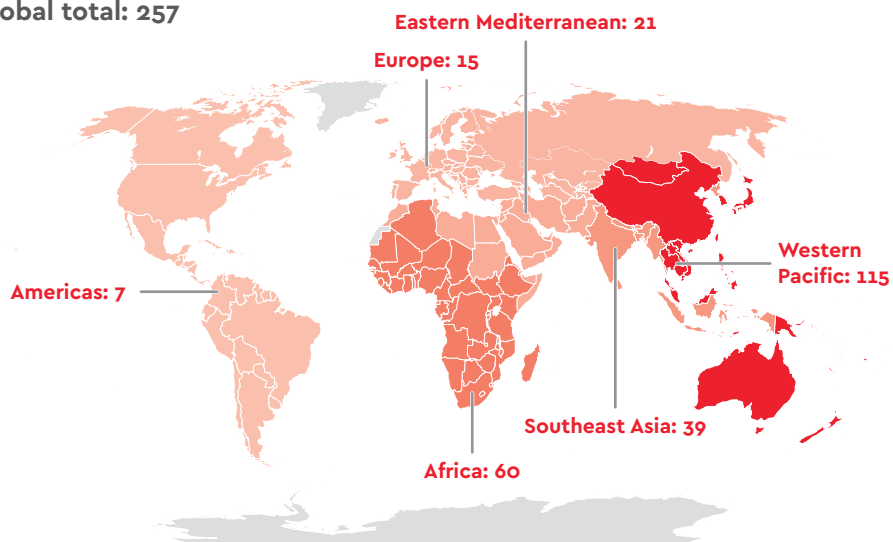 obal total: 257
Eastern Mediterranean: 21
Europe: 15
Western
Pacific: 115
Americas: 7
Southeast Asia: 39
Africa: 60